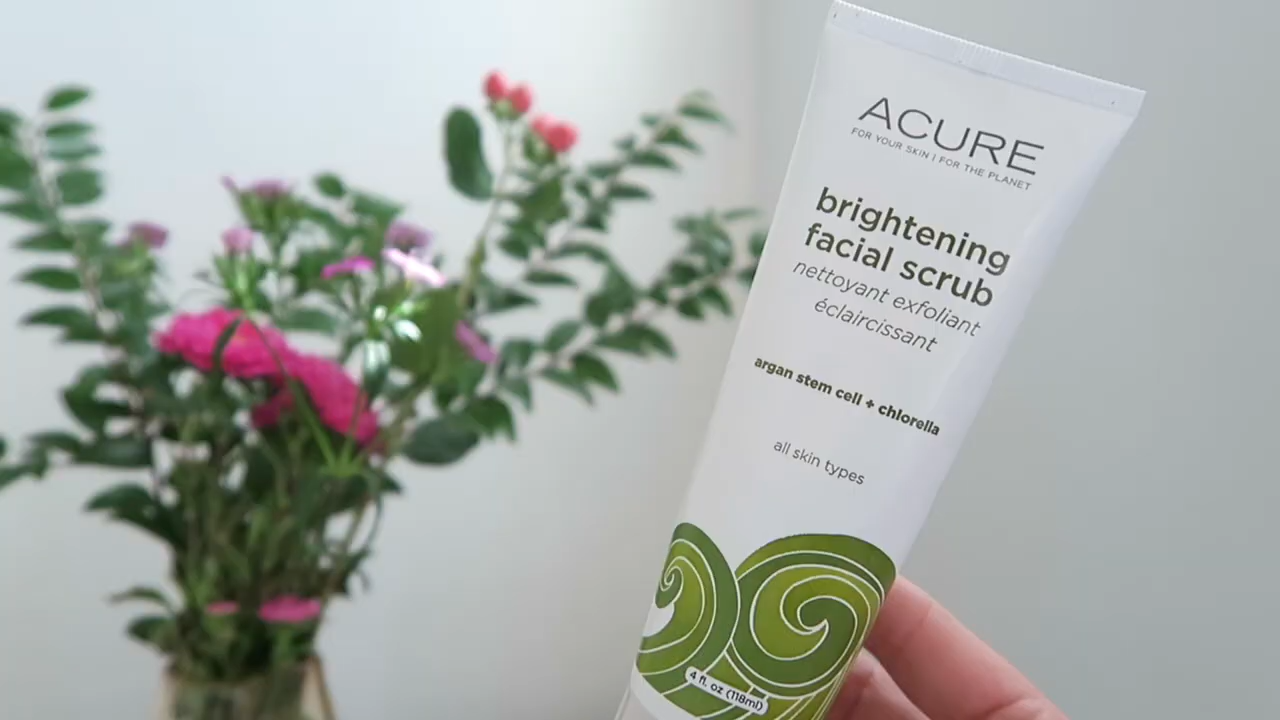 ACURE
FOR YOUR SKIN | FOR THE PLANET
brightening
facial scrub
nettoyant exfoliant
éclaircissant
argan stem cell + chlorella
all skin types
4 fl. oz (118ml)